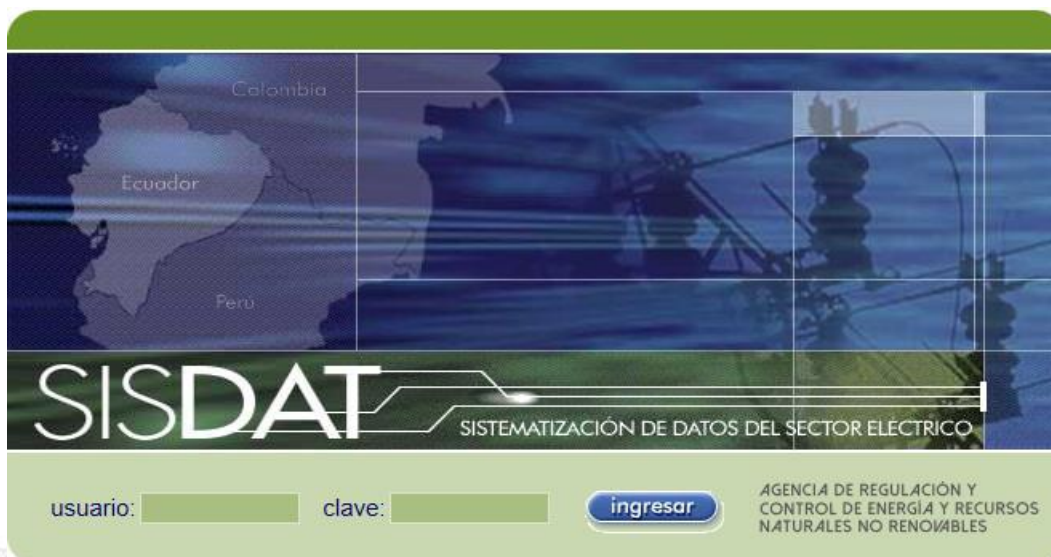 Colombia
Ecuador
Perú
SISDAT
SISTEMATIZACIÓN DE DATOS DEL SECTOR ELÉCTRICO
usuario:
clave:
ingresar
AGENCIA DE REGULACIÓN Y
CONTROL DE ENERGÍA Y RECURSOS
NATURALES NO RENOVABLES